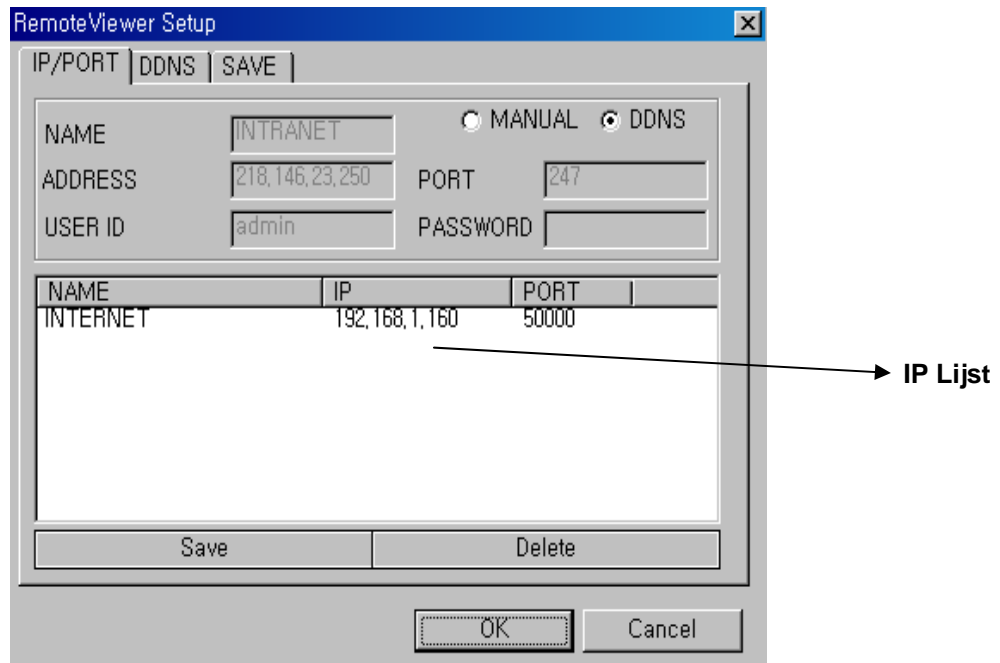 RemoteViewer Setup
IP/PORT DDNS SAVE
NAME INTRANET MANUAL DDNS
ADDRESS 218,146,23,250 PORT 247
USER ID admin PASSWORD
NAME IP PORT
INTERNET 192,168,1,160 50000
IP Lijst
Save Delete
OK Cancel